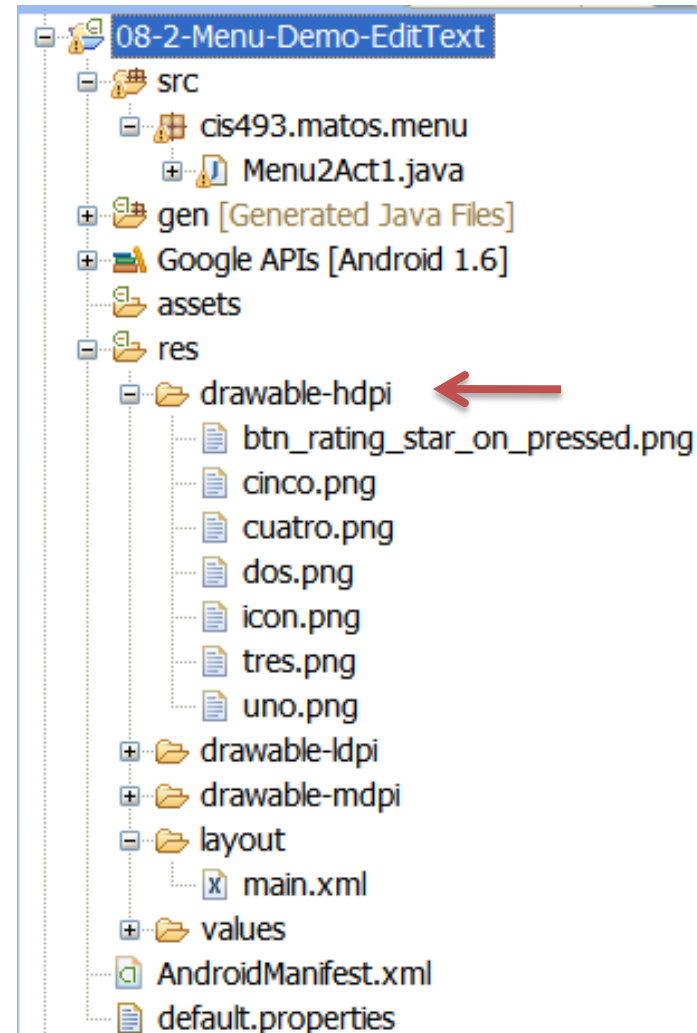 08-2-Menu-Demo-EditText
src
cis493.matos.menu
Menu2Act1.java
gen [Generated Java Files]
Google APIs [Android 1.6]
assets
res
drawable-hdpi
btn_rating_star_on_pressed.png
cinco.png
cuatro.png
dos.png
icon.png
tres.png
uno.png
drawable-ldpi
drawable-mdpi
layout
main.xml
values
AndroidManifest.xml
default.properties